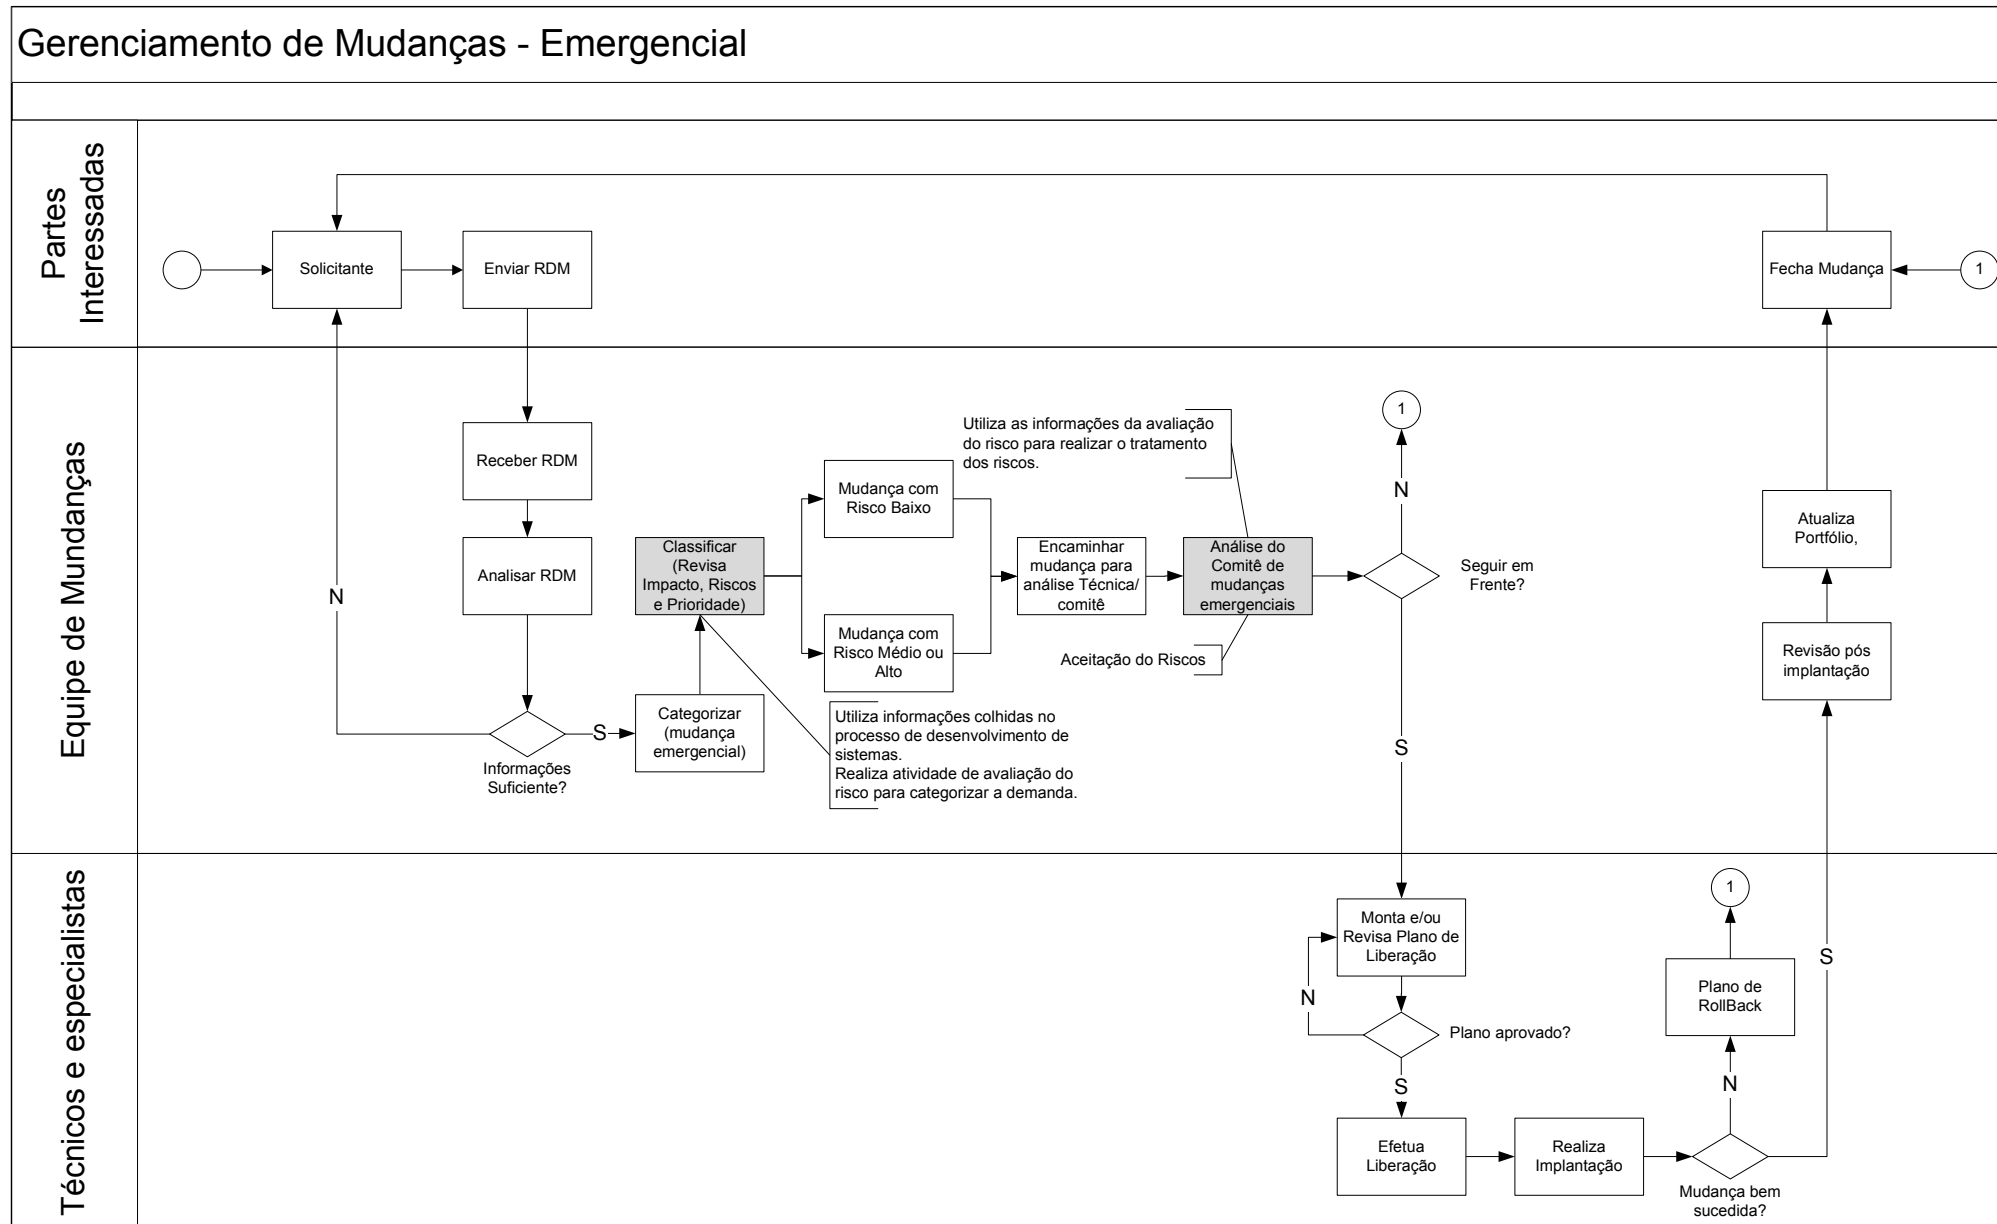 Gerenciamento de Mudanças - Emergencial
Partes
Interessadas
Solicitante
Enviar RDM
Fecha Mudança
1
Equipe de Mundanças
Receber RDM
Analisar RDM
N
Informações
Suficiente?
S
Categorizar
(mudança
emergencial)
Classificar
(Revisa
Impacto, Riscos
e Prioridade)
Utiliza informações colhidas no
processo de desenvolvimento de
sistemas.
Realiza atividade de avaliação do
risco para categorizar a demanda.
Mudança com
Risco Baixo
Mudança com
Risco Médio ou
Alto
Encaminhar
mudança para
análise Técnica/
comitê
Utiliza as informações da avaliação
do risco para realizar o tratamento
dos riscos.
Análise do
Comitê de
mudanças
emergenciais
Aceitação do Riscos
1
N
Seguir em
Frente?
S
Atualiza
Portfólio,
Revisão pós
implantação
Técnicos e especialistas
Monta e/ou
Revisa Plano de
Liberação
N
Plano aprovado?
S
Efetua
Liberação
Realiza
Implantação
1
Plano de
RollBack
N
Mudança bem
sucedida?
S